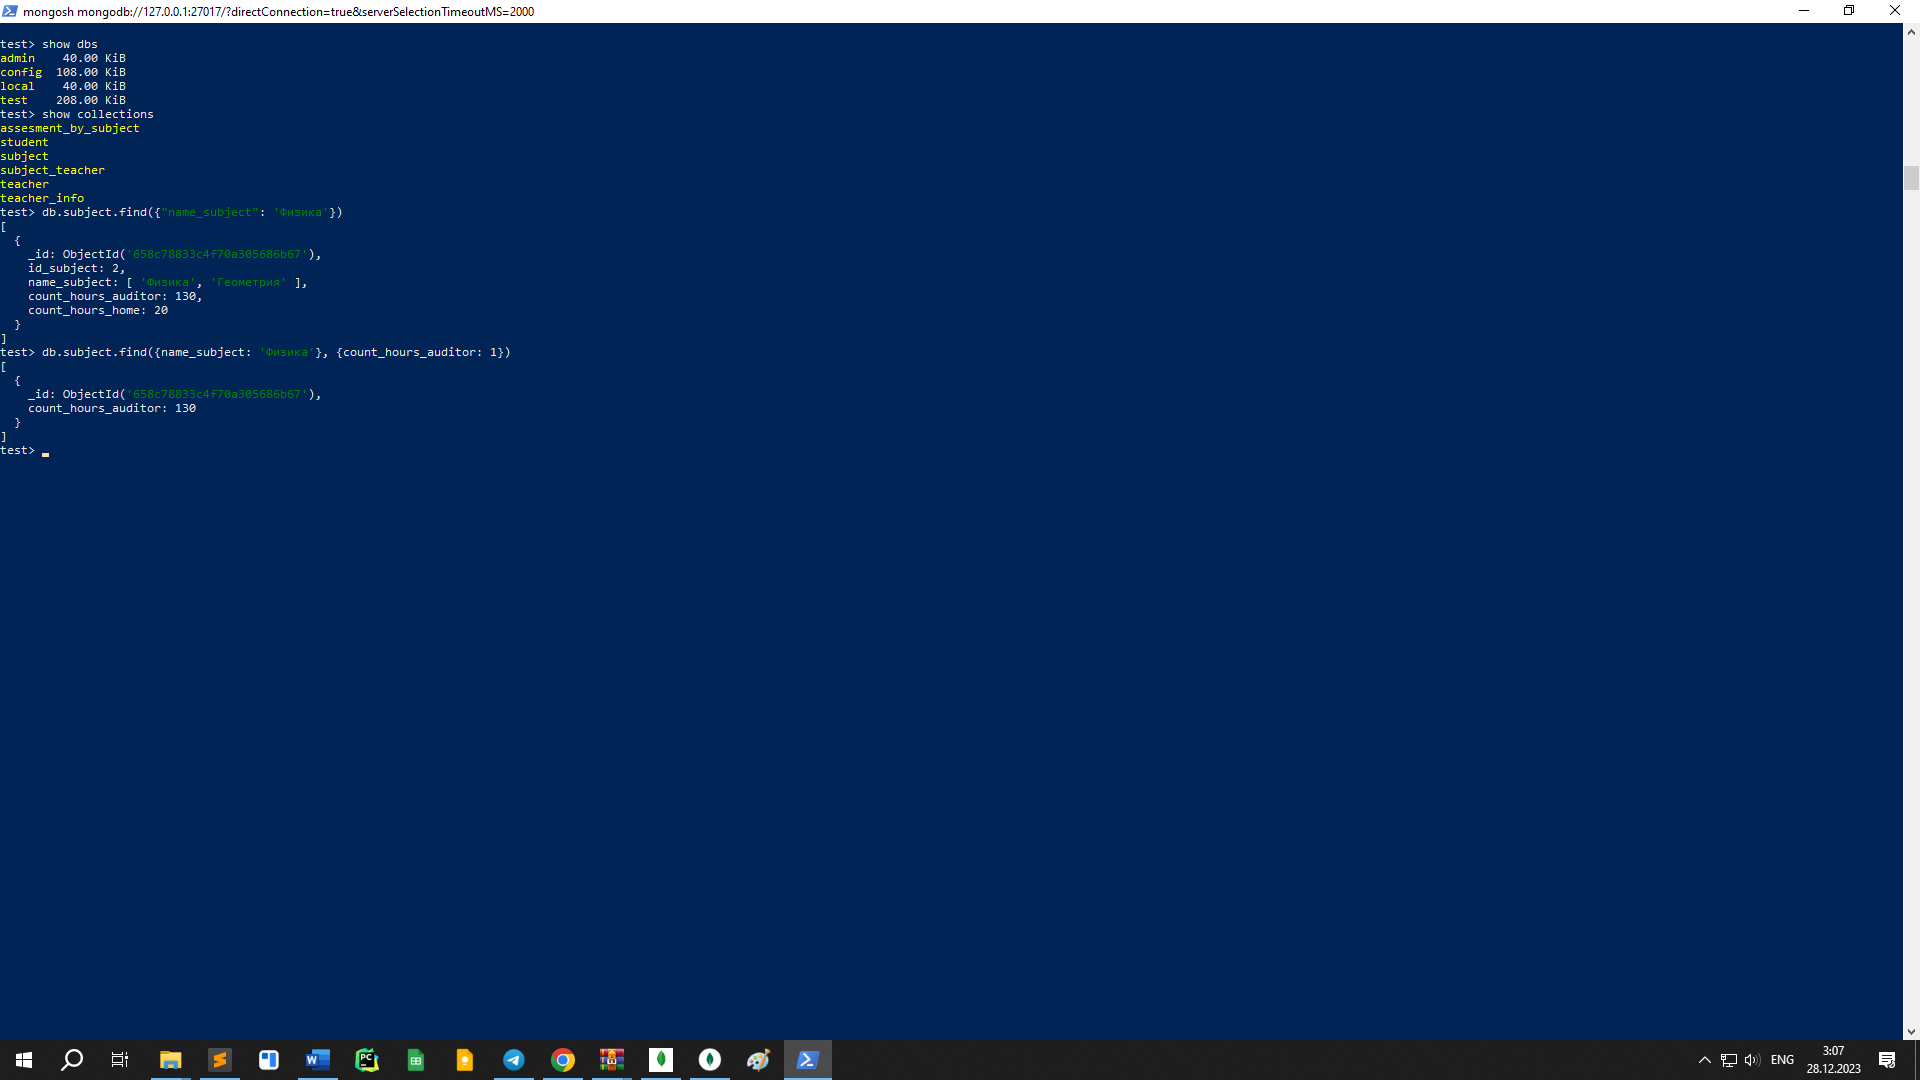 mongosh mongodb://127.0.0.1:27017/?directConnection=true&serverSelectionTimeoutMS=2000
test> show dbs
admin    40.00 KiB
config  108.00 KiB
local    40.00 KiB
test    208.00 KiB
test> show collections
assesment_by_subject
student
subject
subject_teacher
teacher
teacher_info
test> db.subject.find({"name_subject": 'Физика'})
[
  {
    _id: ObjectId('658c78833c4f70a305686b67'),
    id_subject: 2,
    name_subject: [ 'Физика', 'Геометрия' ],
    count_hours_auditor: 130,
    count_hours_home: 20
  }
]
test> db.subject.find({name_subject: 'Физика'}, {count_hours_auditor: 1})
[
  {
    _id: ObjectId('658c78833c4f70a305686b67'),
    count_hours_auditor: 130
  }
]
test>
ENG
3:07
28.12.2023